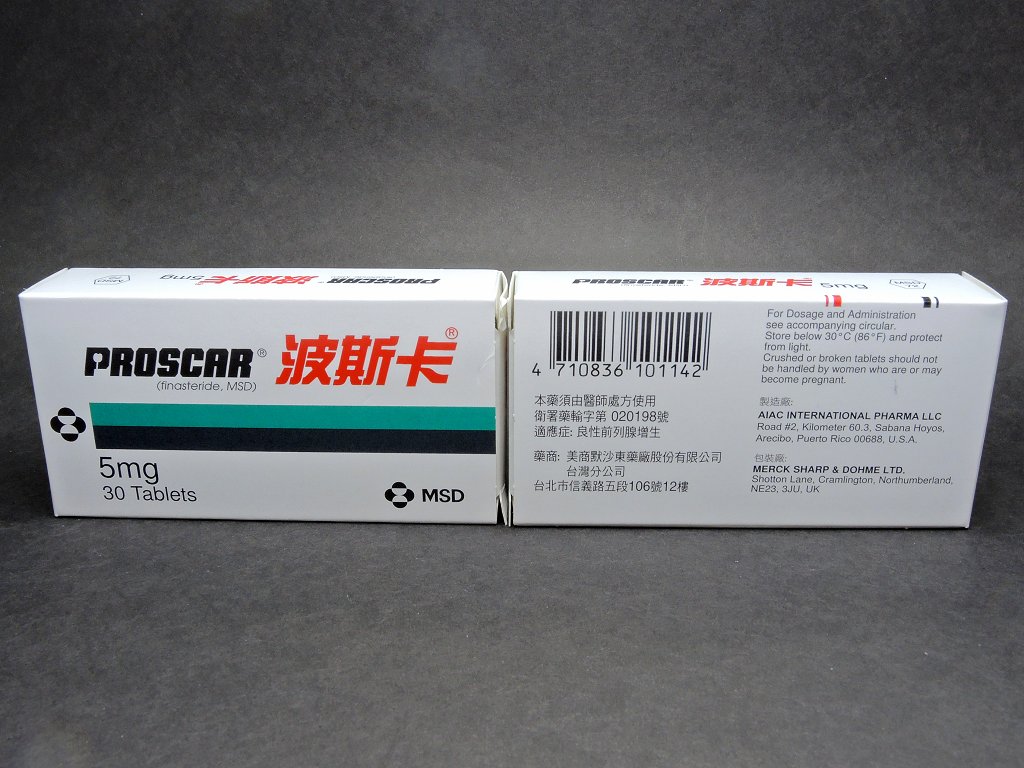 5mg 波斯卡 PROSCAR
PROSCAR® 波斯卡®
(finasteride, MSD)
5mg
30 Tablets
MSD
PROSCAR 波斯卡 5mg
4 710836 101142
本藥須由醫師處方使用
衛署藥輸字第 020198號
適應症: 良性前列腺增生
藥商: 美商默沙東藥廠股份有限公司
台灣分公司
台北市信義路五段106號12樓
For Dosage and Administration
see accompanying circular.
Store below 30°C (86°F) and protect
from light.
Crushed or broken tablets should not
be handled by women who are or may
become pregnant.
製造廠:
AIAC INTERNATIONAL PHARMA LLC
Road #2, Kilometer 60.3, Sabana Hoyos,
Arecibo, Puerto Rico 00688, U.S.A.
包裝廠:
MERCK SHARP & DOHME LTD.
Shotton Lane, Cramlington, Northumberland,
NE23, 3JU, UK